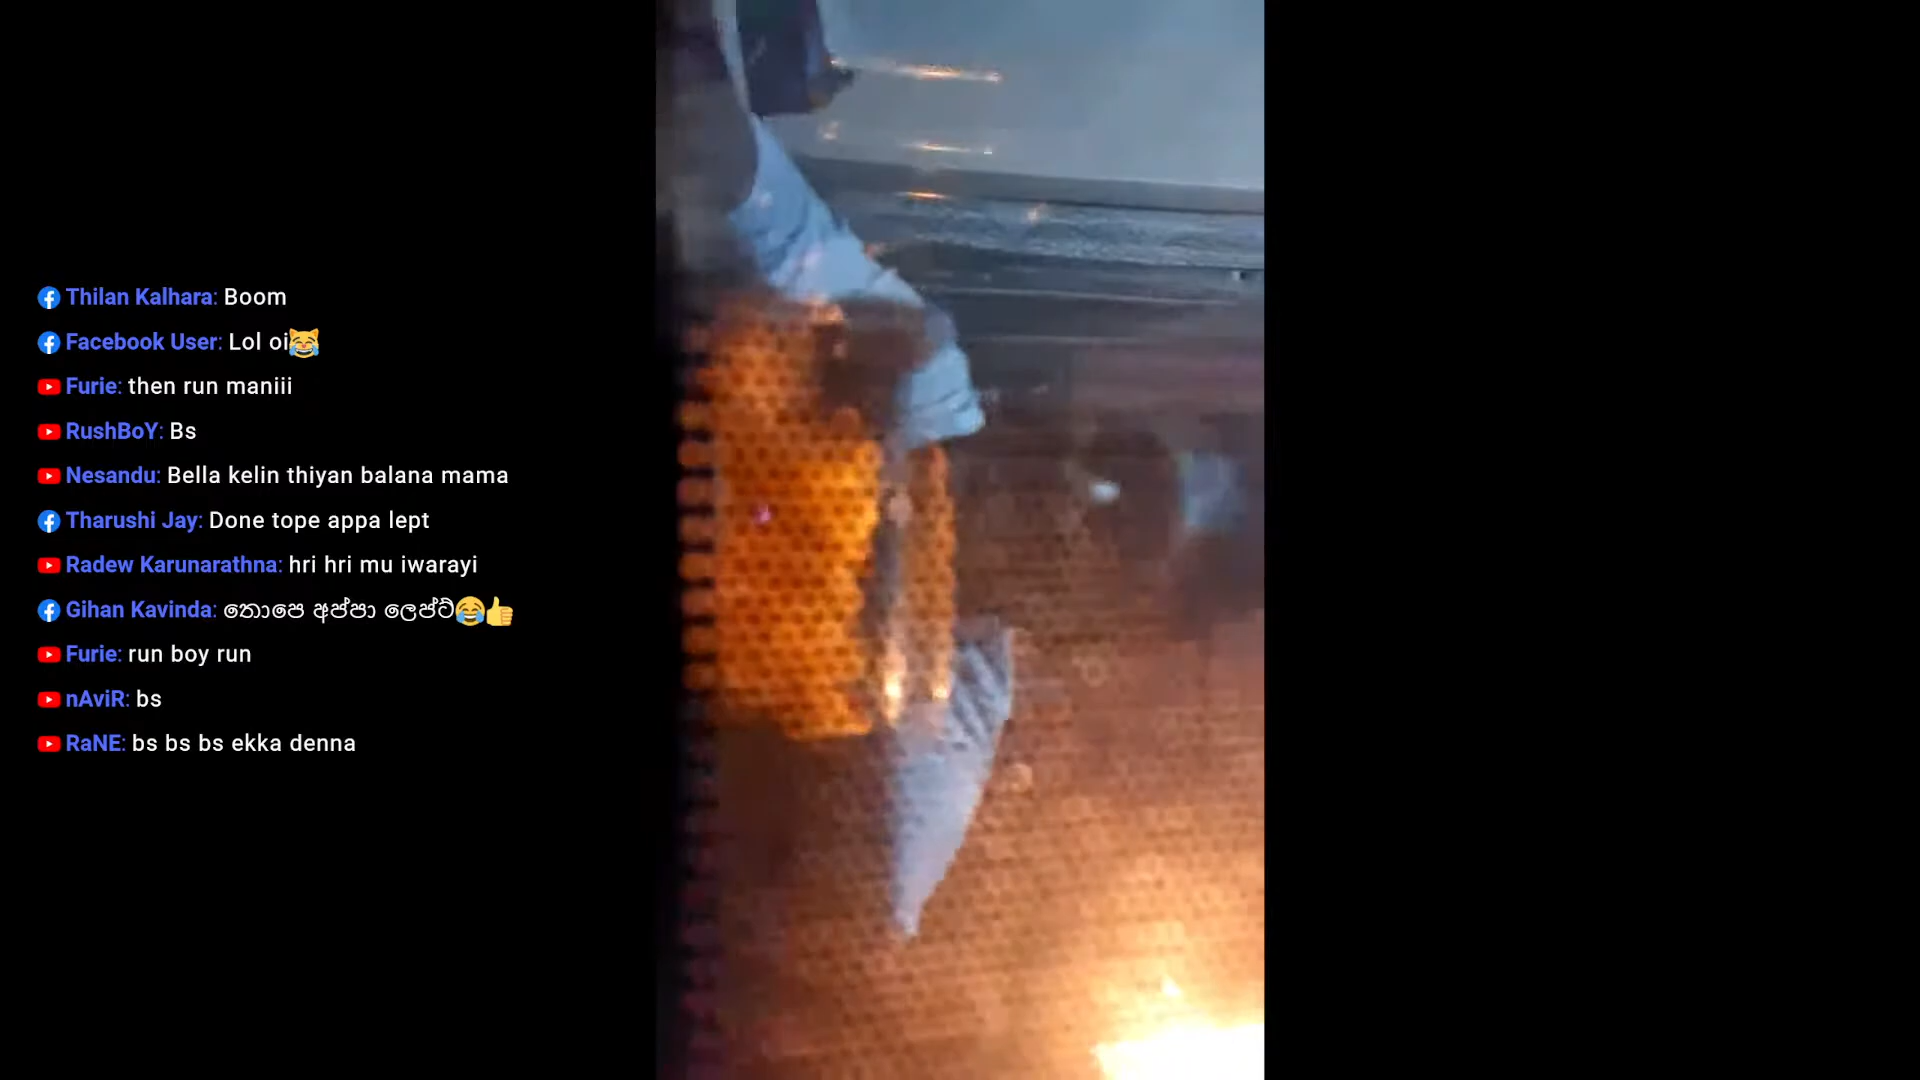 Thilan Kalhara: Boom
Facebook User: Lol oi😹
Furie: then run maniii
RushBoY: Bs
Nesandu: Bella kelin thiyan balana mama
Tharushi Jay: Done tope appa lept
Radew Karunarathna: hri hri mu iwarayi
Gihan Kavinda: තොපෙ අප්පා ලෙප්ට්😂👍
Furie: run boy run
nAviR: bs
RaNE: bs bs bs ekka denna